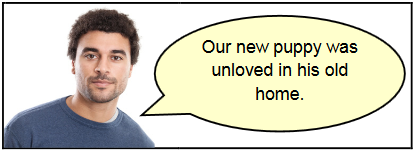 Our new puppy was
unloved in his old
home.